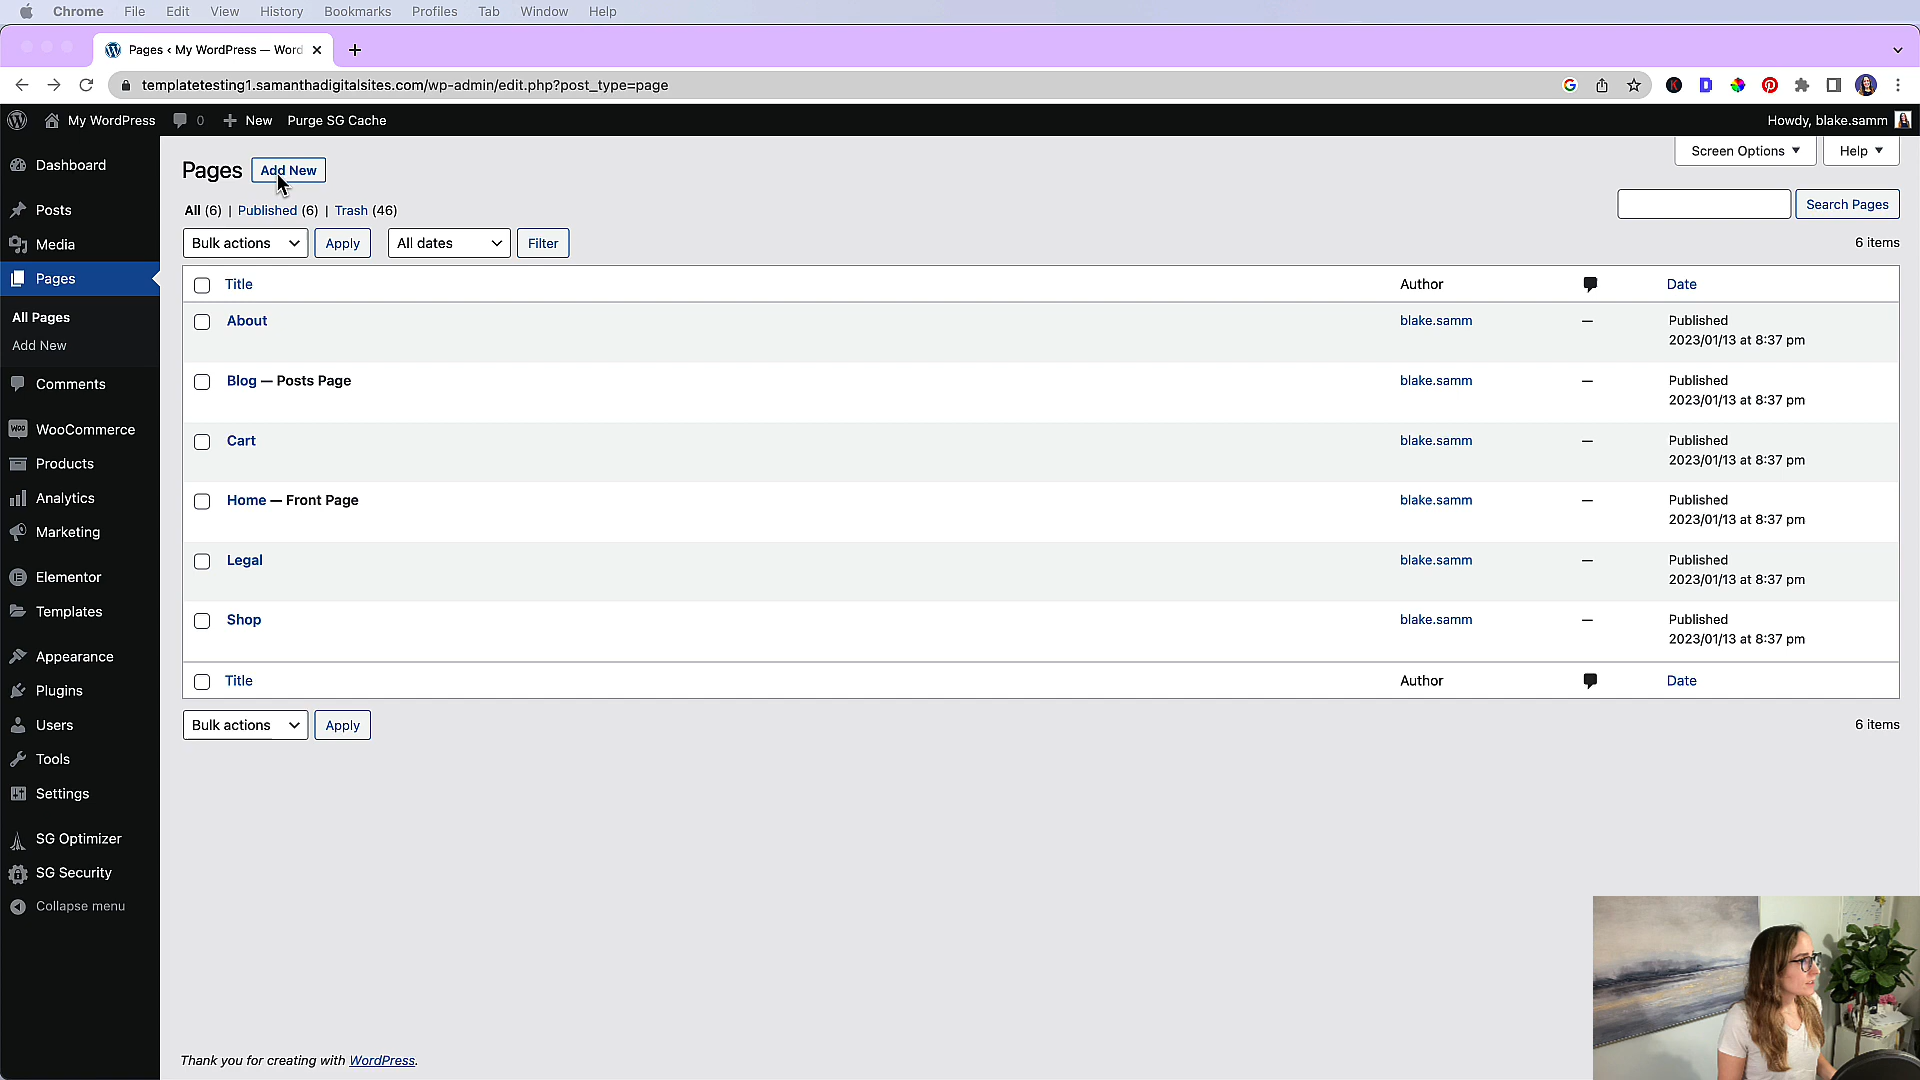 Chrome File Edit View History Bookmarks Profiles Tab Window Help
Pages ‹ My WordPress — Word
templatetesting1.samanthadigitalsites.com/wp-admin/edit.php?post_type=page
My WordPress 0 New Purge SG Cache Howdy, blake.samm
Dashboard
Posts
Media
Pages
All Pages
Add New
Comments
WooCommerce
Products
Analytics
Marketing
Elementor
Templates
Appearance
Plugins
Users
Tools
Settings
SG Optimizer
SG Security
Collapse menu
Screen Options Help
Pages Add New
All (6) | Published (6) | Trash (46)
Search Pages
Bulk actions Apply All dates Filter
6 items
Title Author Date
About blake.samm — Published
2023/01/13 at 8:37 pm
Blog — Posts Page blake.samm — Published
2023/01/13 at 8:37 pm
Cart blake.samm — Published
2023/01/13 at 8:37 pm
Home — Front Page blake.samm — Published
2023/01/13 at 8:37 pm
Legal blake.samm — Published
2023/01/13 at 8:37 pm
Shop blake.samm — Published
2023/01/13 at 8:37 pm
Title Author Date
Bulk actions Apply
6 items
Thank you for creating with WordPress.